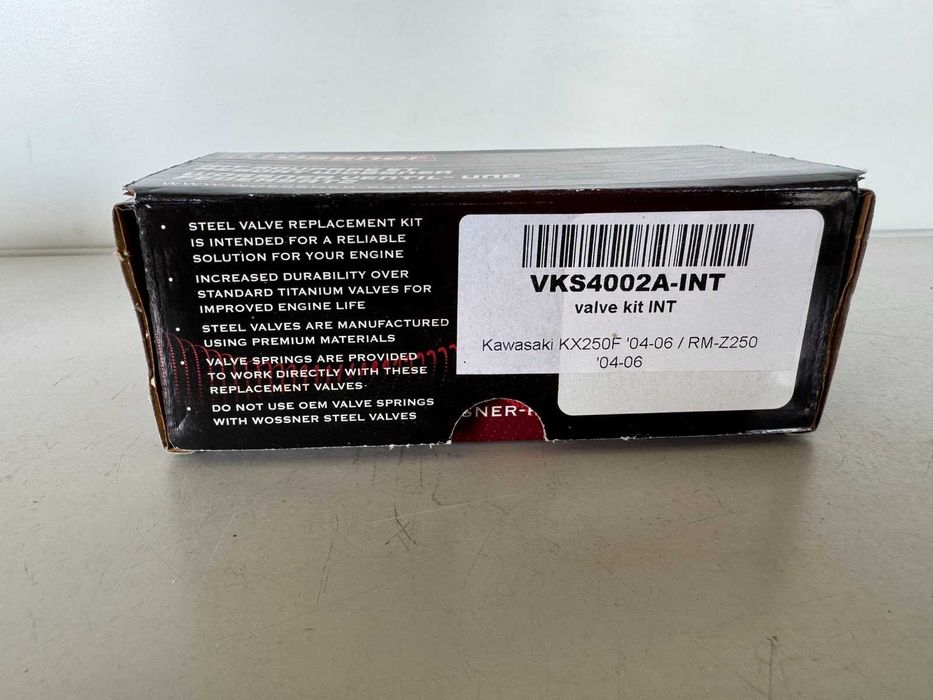 Wossner
• STEEL VALVE REPLACEMENT KIT
IS INTENDED FOR A RELIABLE
SOLUTION FOR YOUR ENGINE
• INCREASED DURABILITY OVER
STANDARD TITANIUM VALVES FOR
IMPROVED ENGINE LIFE
• STEEL VALVES ARE MANUFACTURED
USING PREMIUM MATERIALS
• VALVE SPRINGS ARE PROVIDED
TO WORK DIRECTLY WITH THESE
REPLACEMENT VALVES.
• DO NOT USE OEM VALVE SPRINGS
WITH WOSSNER STEEL VALVES
VKS4002A-INT
valve kit INT
Kawasaki KX250F '04-06 / RM-Z250
'04-06
SNER-